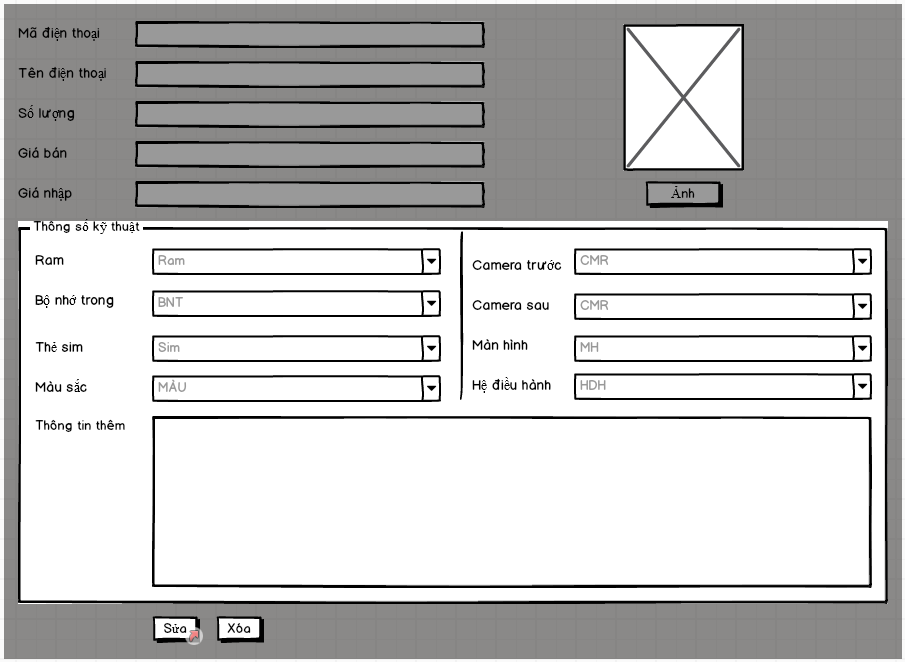 Mã điện thoại
Tên điện thoại
Số lượng
Giá bán
Giá nhập
Ảnh
Thông số kỹ thuật
Ram Ram
Bộ nhớ trong BNT
Thẻ sim Sim
Màu sắc MÀU
Camera trước CMR
Camera sau CMR
Màn hình MH
Hệ điều hành HDH
Thông tin thêm
Sửa Xóa